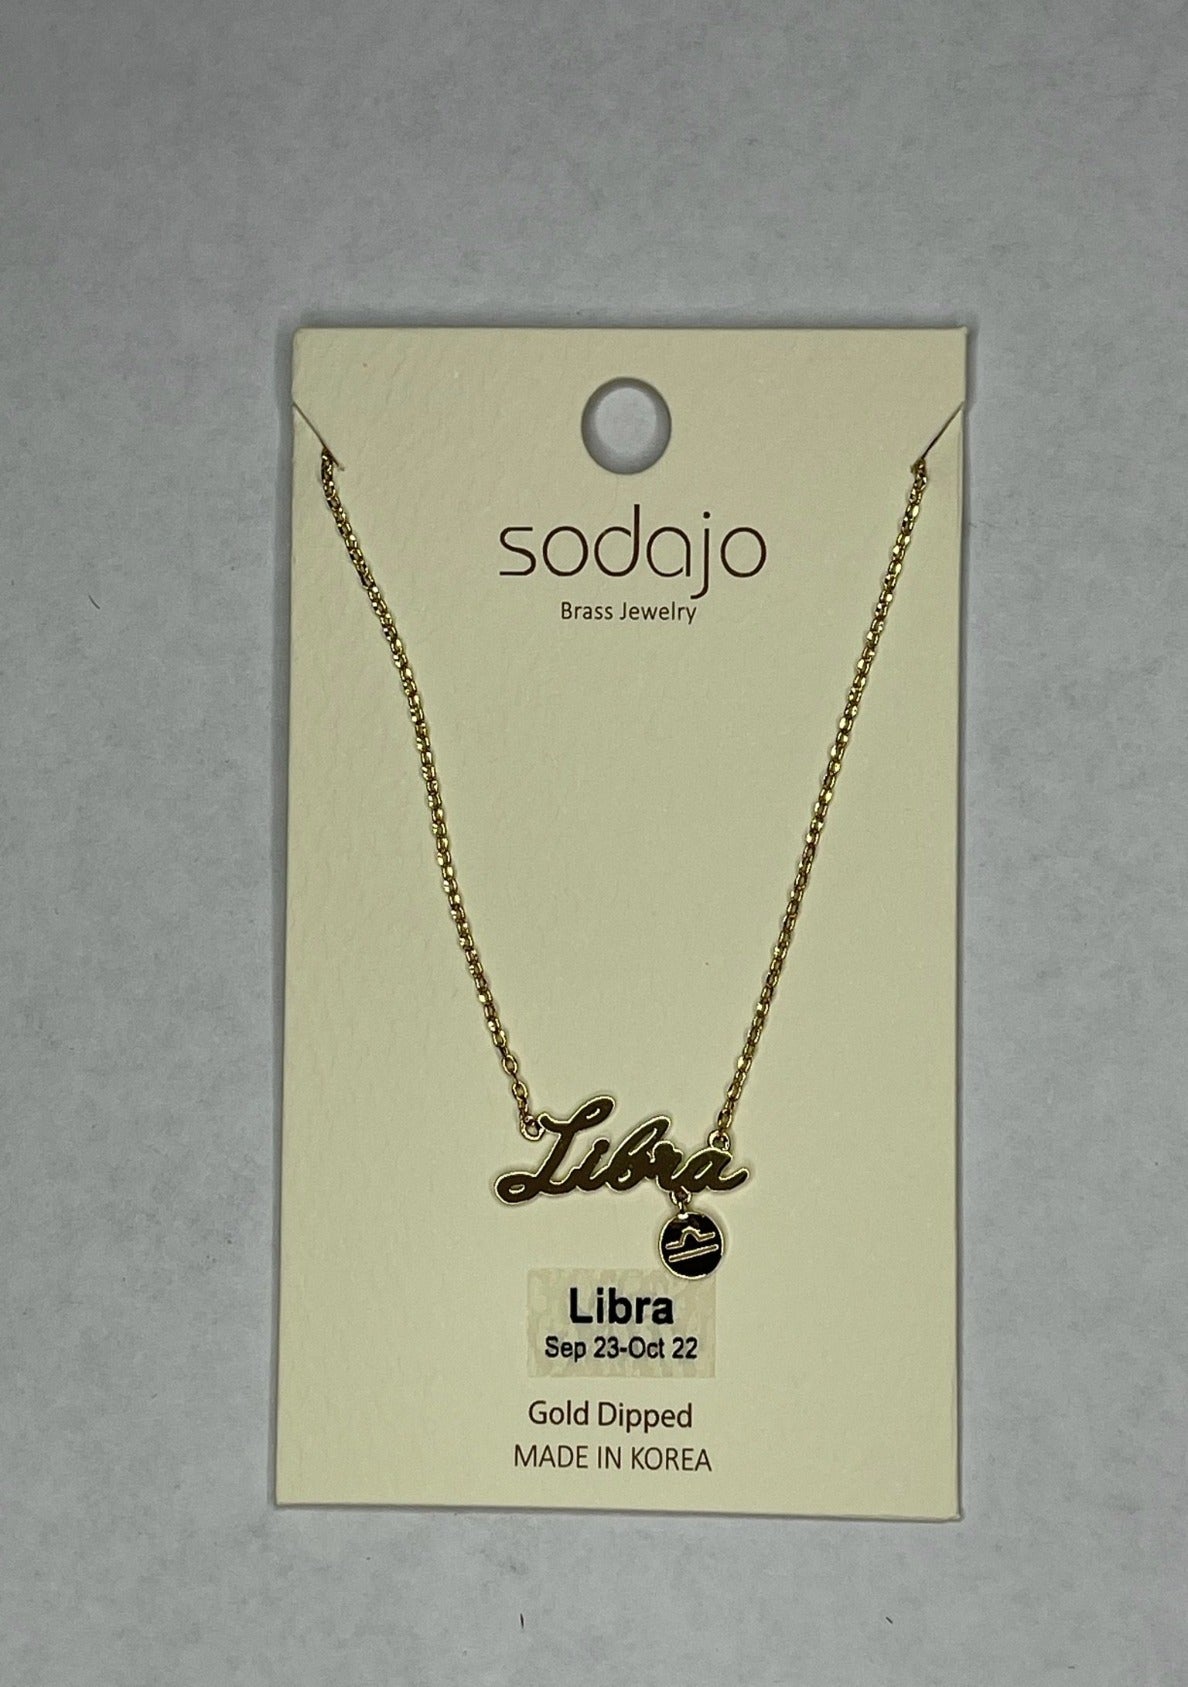 sodajo
Brass Jewelry
Libra
Libra
Sep 23-Oct 22
Gold Dipped
MADE IN KOREA